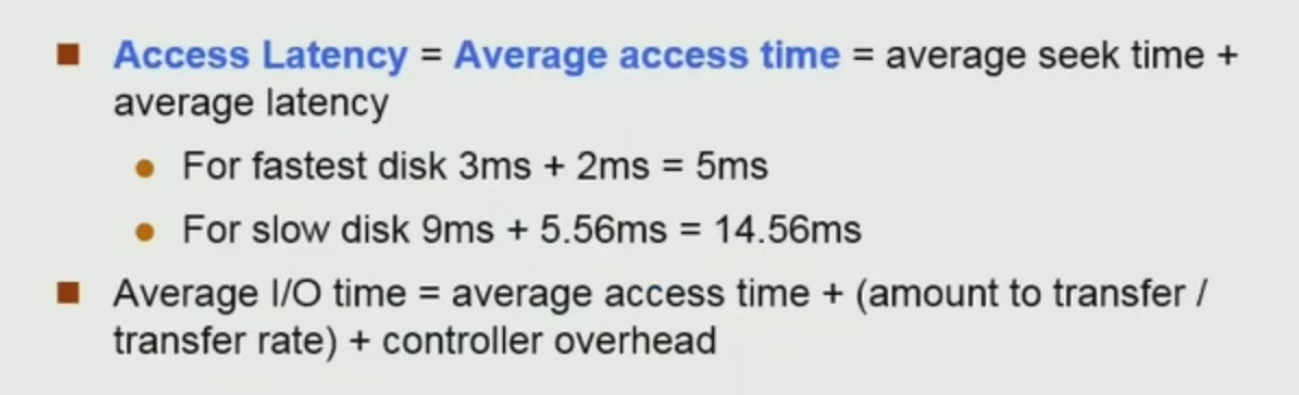 Access Latency = Average access time = average seek time +
average latency
For fastest disk 3ms + 2ms = 5ms
For slow disk 9ms + 5.56ms = 14.56ms
Average I/O time = average access time + (amount to transfer /
transfer rate) + controller overhead